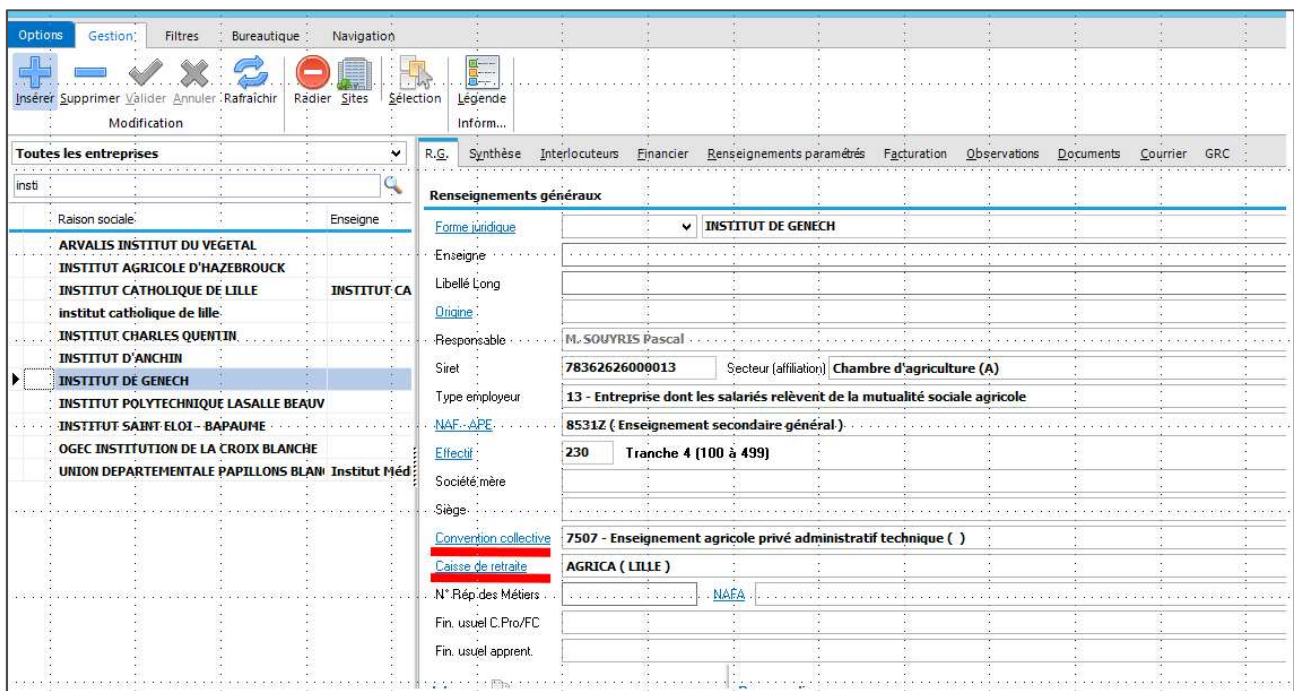 Options Gestion Filtres Bureautique Navigation
Insérer Supprimer Valider Annuler Rafraîchir Radier Sites Sélection Légende
Modification Inform...
Toutes les entreprises
R.G. Synthèse Interlocuteurs Financier Renseignements paramétrés Facturation Observations Documents Courrier GRC
insti
Renseignements généraux
Raison sociale Enseigne
ARVALIS INSTITUT DU VEGETAL
INSTITUT AGRICOLE D'HAZEBROUCK
INSTITUT CATHOLIQUE DE LILLE INSTITUT CA
institut catholique de lille
INSTITUT CHARLES QUENTIN
INSTITUT D'ANCHIN
INSTITUT DE GENECH
INSTITUT POLYTECHNIQUE LASALLE BEAUV
INSTITUT SAINT ELOI - BAPAUME
OGEC INSTITUTION DE LA CROIX BLANCHE
UNION DEPARTEMENTALE PAPILLONS BLAN Institut Méd
Forme juridique INSTITUT DE GENECH
Enseigne
Libellé Long
Origine
Responsable M. SOUYRIS Pascal
Siret 78362626000013 Secteur (affiliation) Chambre d'agriculture (A)
Type employeur 13 - Entreprise dont les salariés relèvent de la mutualité sociale agricole
NAF - APE 8531Z ( Enseignement secondaire général )
Effectif 230 Tranche 4 (100 à 499)
Société mère
Siège
Convention collective 7507 - Enseignement agricole privé administratif technique ( )
Caisse de retraite AGRICA ( LILLE )
N° Rép des Métiers NAFA
Fin. usuel C.Pro/FC
Fin. usuel apprent.